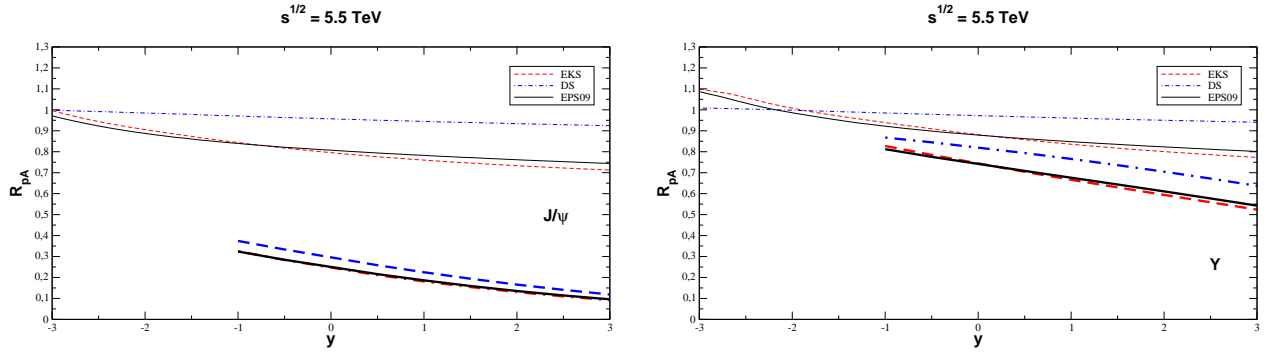 s^{1/2} = 5.5 TeV
1,3
1,2
1,1
1
0,9
0,8
0,7
0,6
0,5
0,4
0,3
0,2
0,1
0
R_{pA}
EKS
DS
EPS09
J/ψ
-3 -2 -1 0 1 2 3
y
s^{1/2} = 5.5 TeV
1,3
1,2
1,1
1
0,9
0,8
0,7
0,6
0,5
0,4
0,3
0,2
0,1
0
R_{pA}
EKS
DS
EPS09
Y
-3 -2 -1 0 1 2 3
y